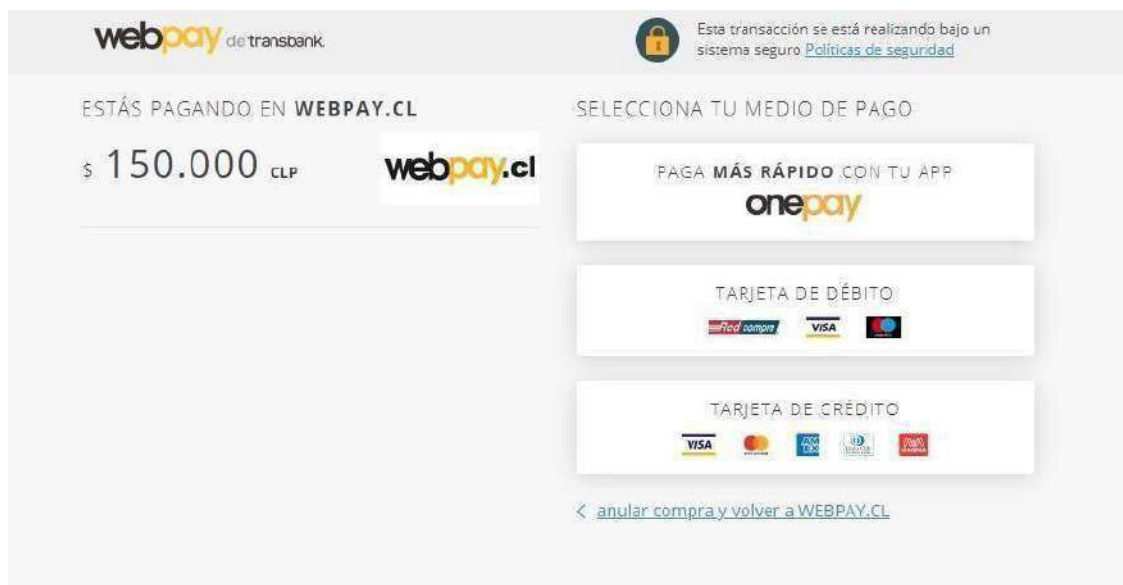 webpay de transbank.
Esta transacción se está realizando bajo un
sistema seguro Políticas de seguridad
ESTÁS PAGANDO EN WEBPAY.CL
$ 150.000 CLP
webpay.cl
SELECCIONA TU MEDIO DE PAGO
PAGA MÁS RÁPIDO CON TU APP
onepay
TARJETA DE DÉBITO
Redcompra VISA
TARJETA DE CRÉDITO
VISA AMEX
< anular compra y volver a WEBPAY.CL